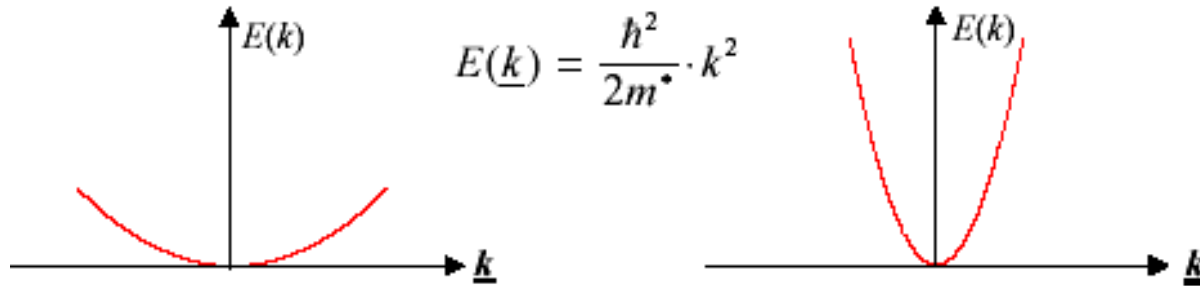 E(k)
E(k) = ħ²/2m* · k²
E(k)
k
k